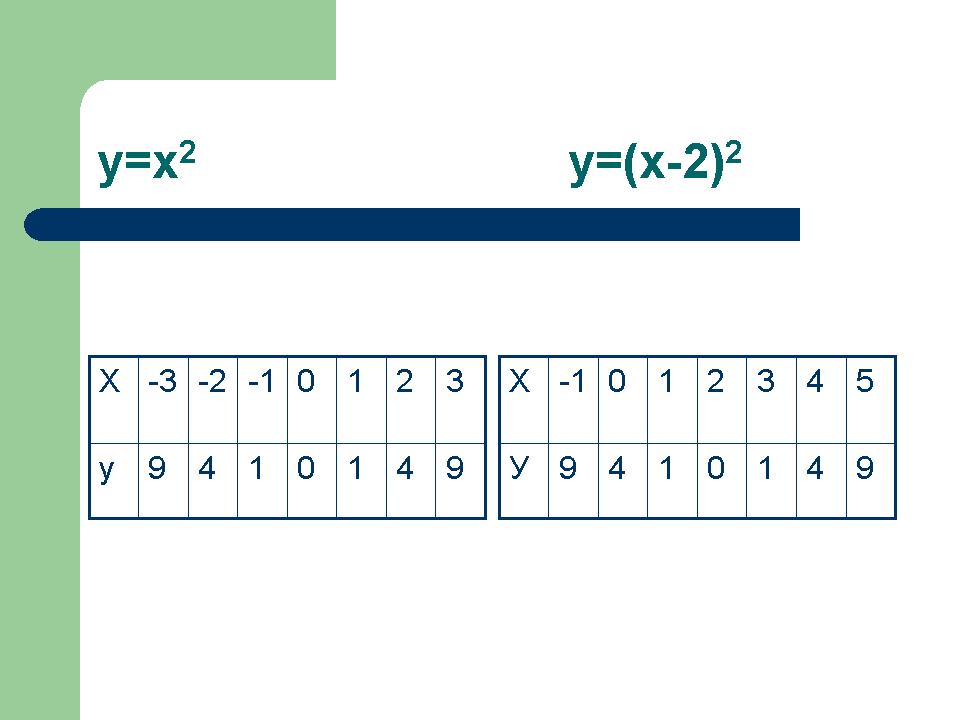 y=x² y=(x-2)²
Х -3 -2 -1 0 1 2 3
у 9 4 1 0 1 4 9
Х -1 0 1 2 3 4 5
У 9 4 1 0 1 4 9